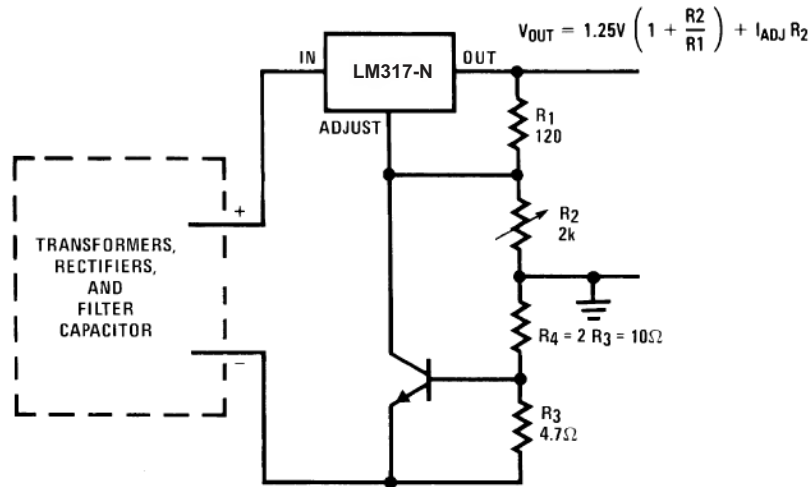 V_OUT = 1.25V (1 + R2/R1) + I_ADJ R_2
IN
LM317-N
OUT
ADJUST
R1
120
R2
2k
+
TRANSFORMERS,
RECTIFIERS,
AND
FILTER
CAPACITOR
−
R4 = 2 R3 = 10Ω
R3
4.7Ω